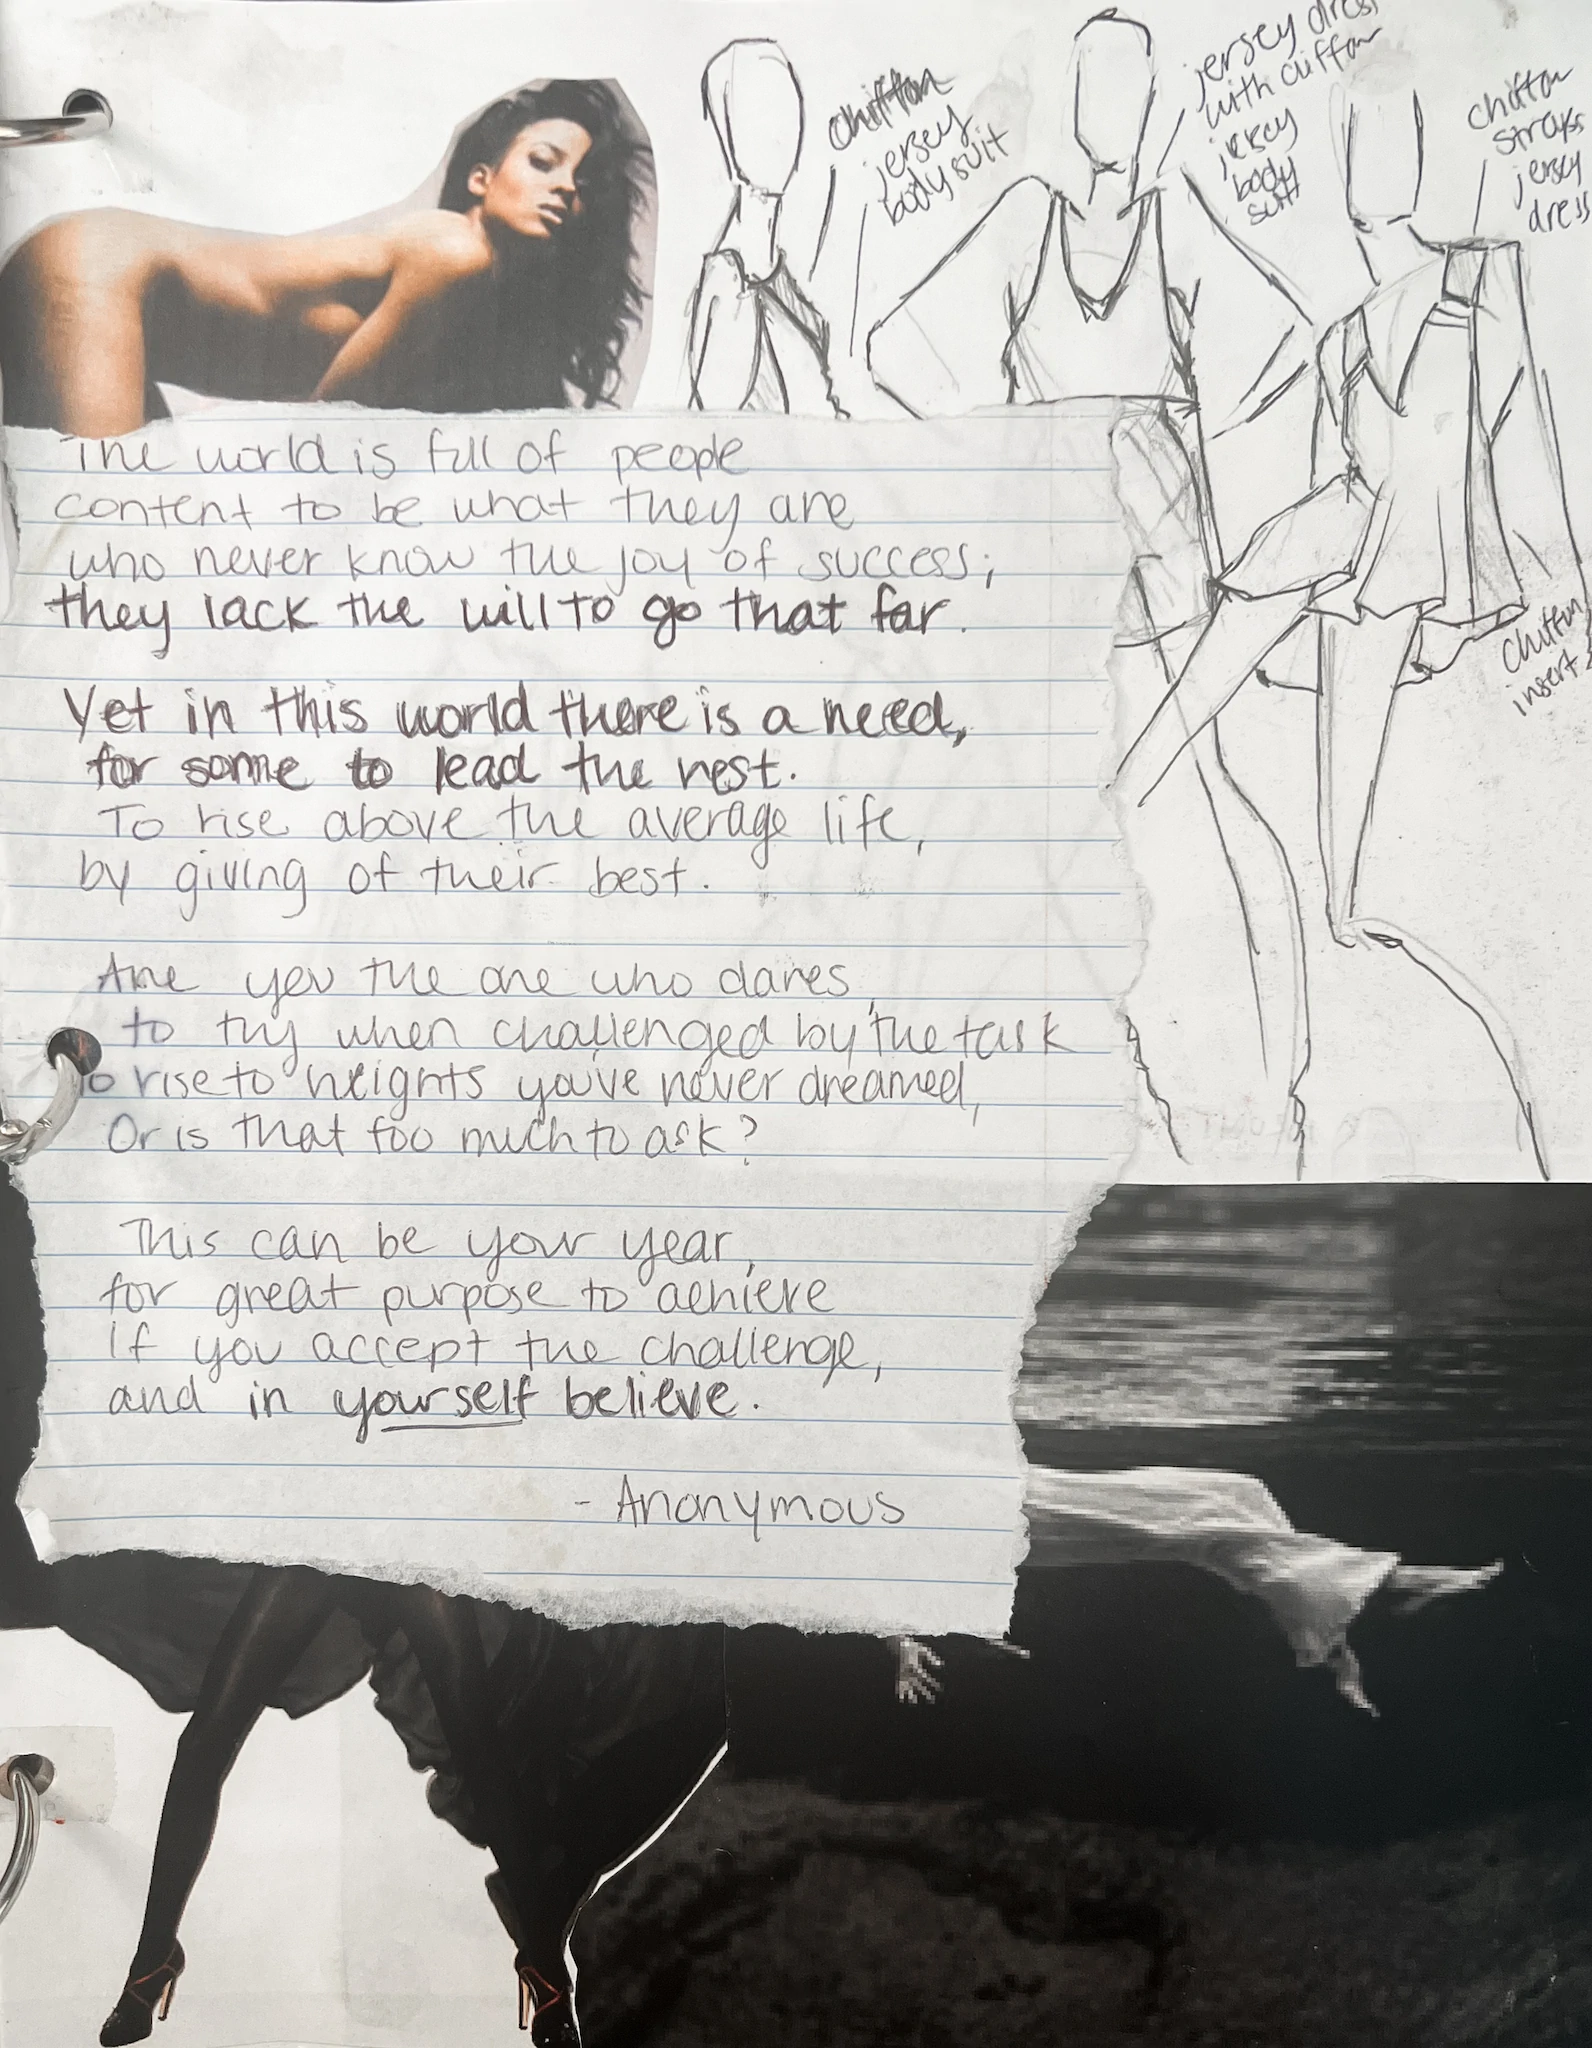 Chiffon
jersey
body suit
jersey dress
with chiffon
jersey
body
suit
chiffon
straps
jersey
dress
chiffon
insert
The world is full of people
content to be what they are
who never know the joy of success;
they lack the will to go that far.
Yet in this world there is a need,
for some to lead the rest.
To rise above the average life,
by giving of their best.
Are you the one who dares,
to try when challenged by the task
To rise to heights you've never dreamed,
Or is that too much to ask?
This can be your year,
for great purpose to achieve
If you accept the challenge,
and in yourself believe.
- Anonymous